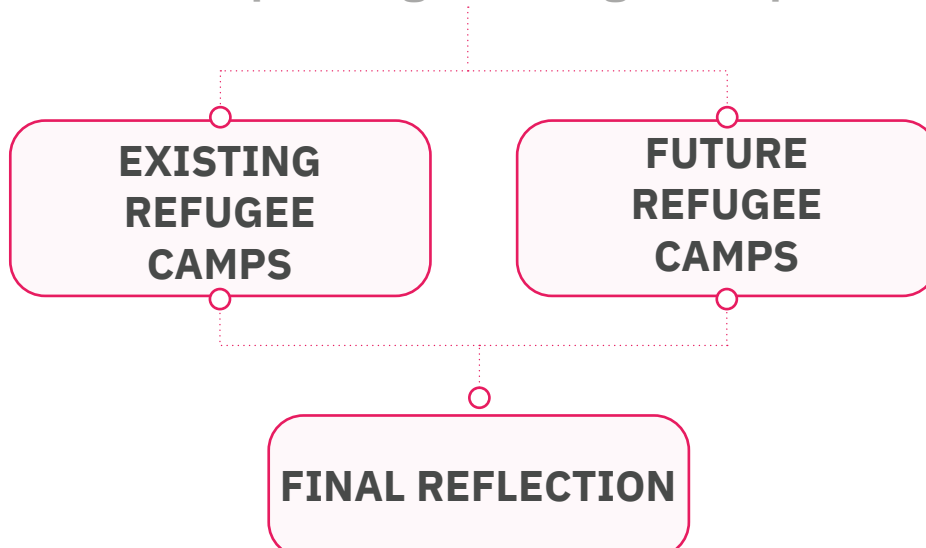 EXISTING
REFUGEE
CAMPS
FUTURE
REFUGEE
CAMPS
FINAL REFLECTION